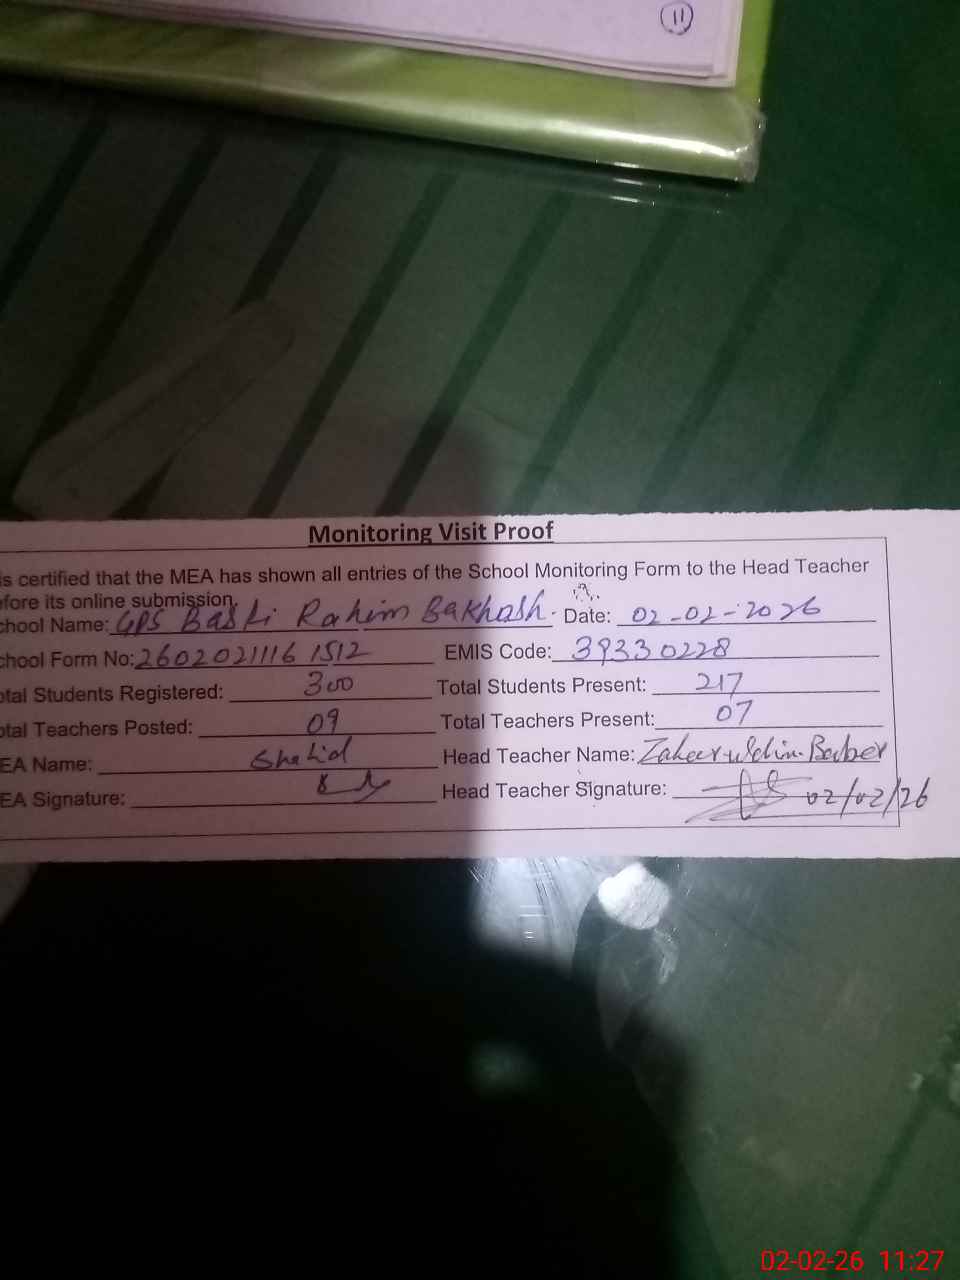 11
Monitoring Visit Proof
is certified that the MEA has shown all entries of the School Monitoring Form to the Head Teacher
fore its online submission.
chool Name: GPS Basti Rahim Bakhash. Date: 02-02-2026
chool Form No: 26020211161512 EMIS Code: 39330228
otal Students Registered: 300 Total Students Present: 217
otal Teachers Posted: 09 Total Teachers Present: 07
EA Name: Shahid Head Teacher Name: Zaheer-uddin-Baber
EA Signature: Head Teacher Signature: 02/02/26
02-02-26 11:27